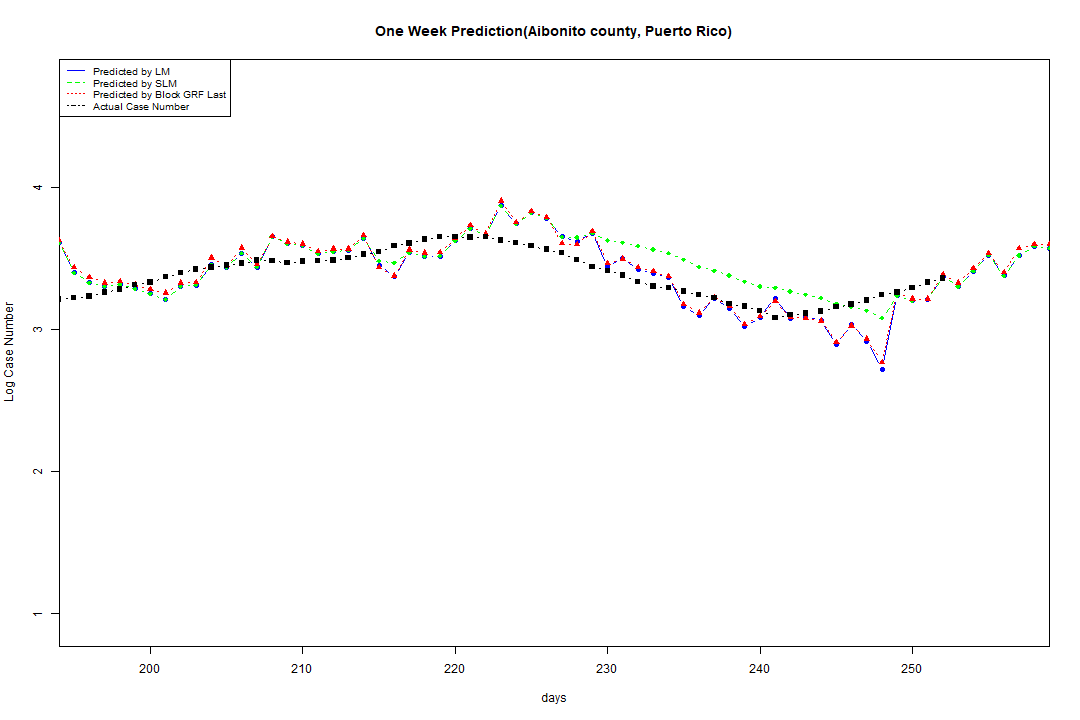 One Week Prediction(Aibonito county, Puerto Rico)
Predicted by LM
Predicted by SLM
Predicted by Block GRF Last
Actual Case Number
Log Case Number
4
3
2
1
200 210 220 230 240 250
days